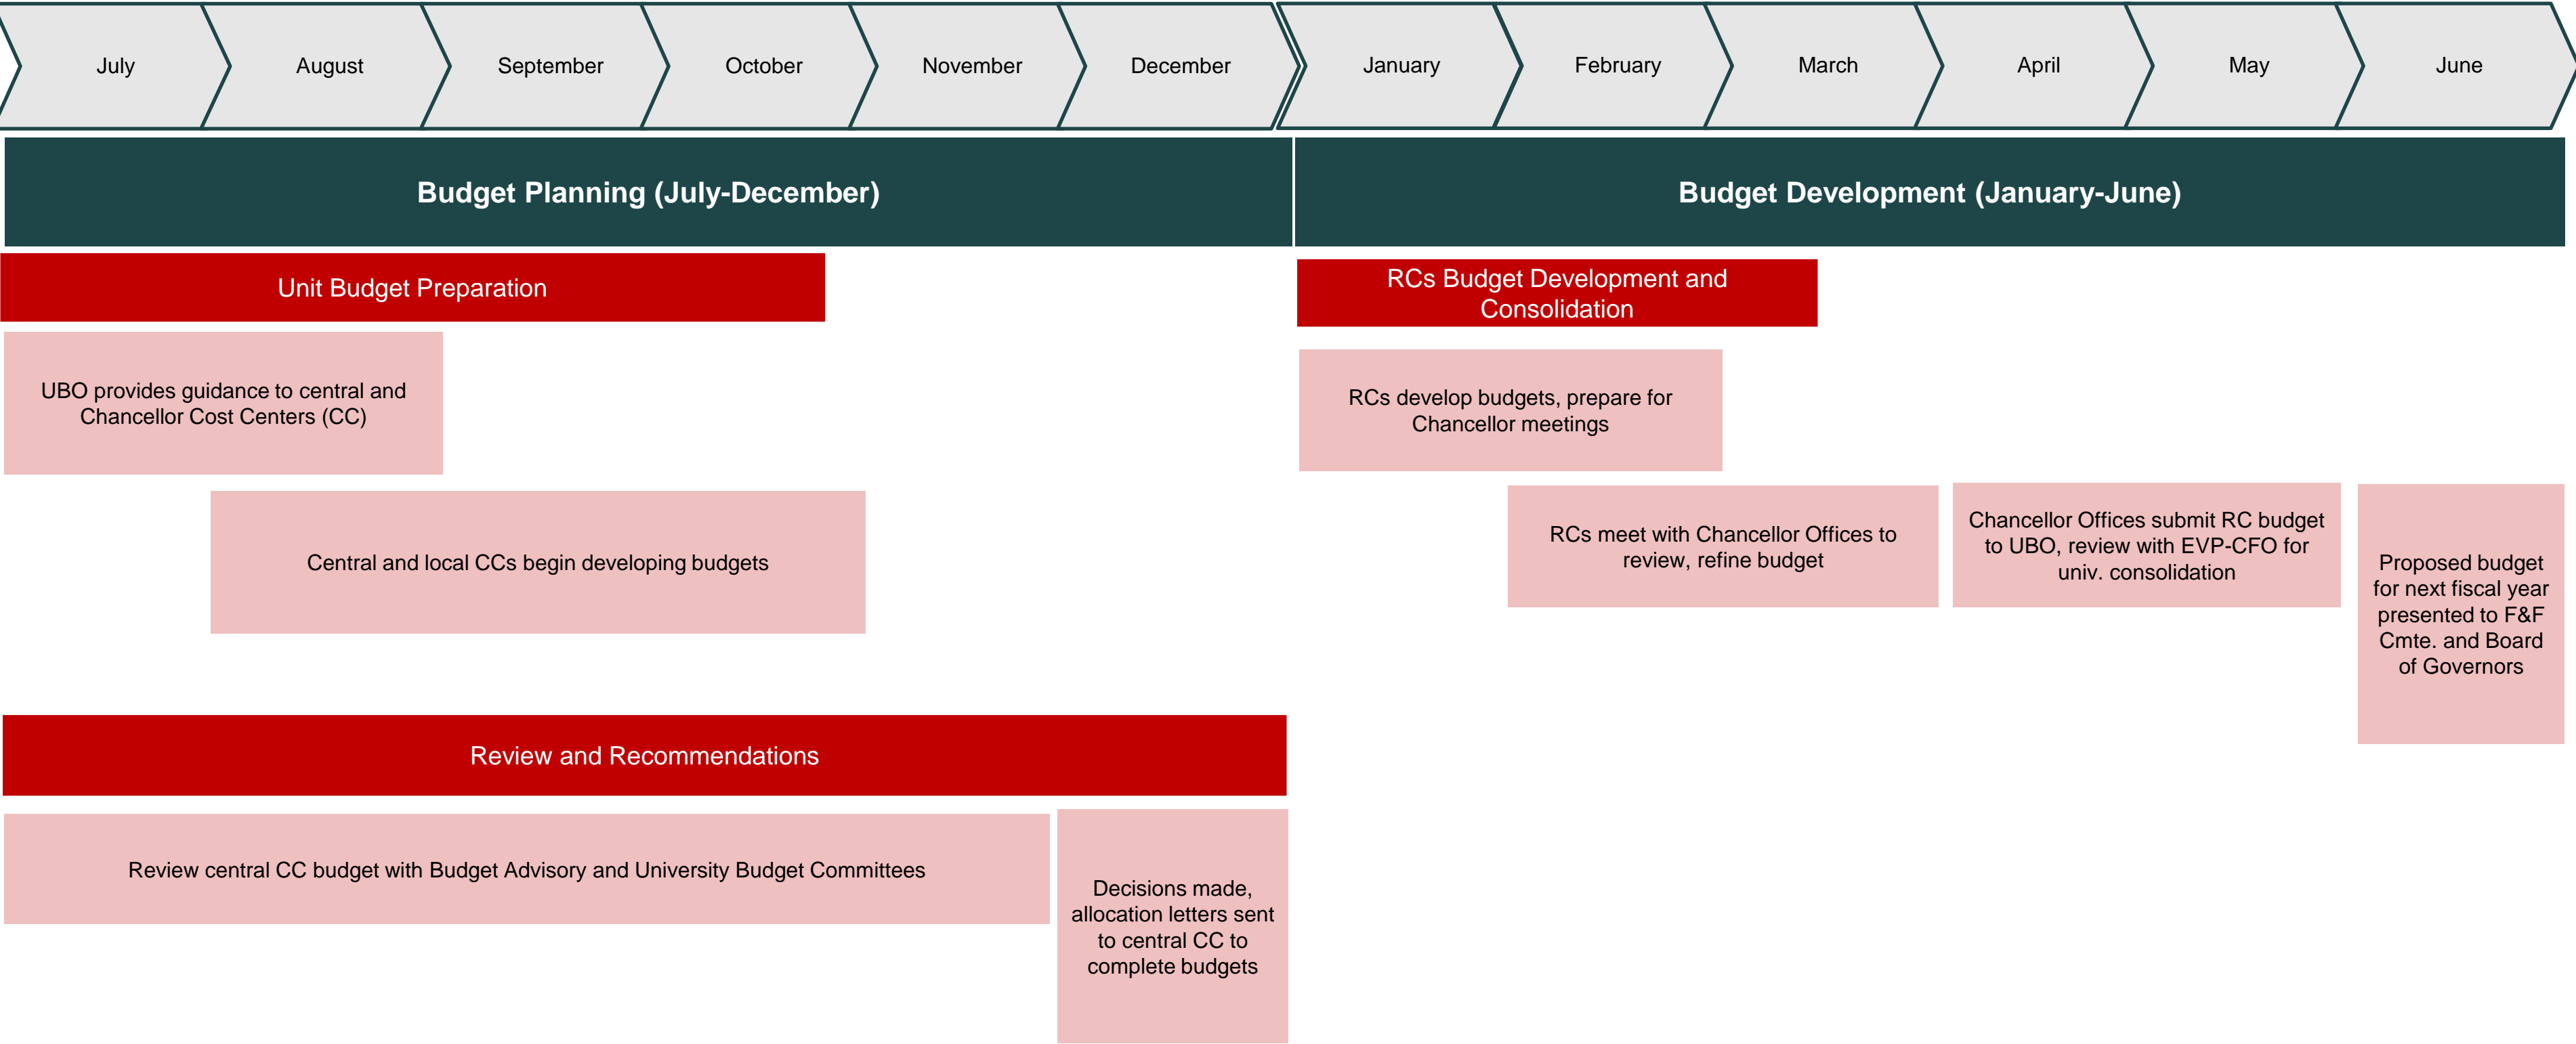 July
August
September
October
November
December
January
February
March
April
May
June
Budget Planning (July-December)
Budget Development (January-June)
Unit Budget Preparation
UBO provides guidance to central and
Chancellor Cost Centers (CC)
Central and local CCs begin developing budgets
Review and Recommendations
Review central CC budget with Budget Advisory and University Budget Committees
Decisions made,
allocation letters sent
to central CC to
complete budgets
RCs Budget Development and
Consolidation
RCs develop budgets, prepare for
Chancellor meetings
RCs meet with Chancellor Offices to
review, refine budget
Chancellor Offices submit RC budget
to UBO, review with EVP-CFO for
univ. consolidation
Proposed budget
for next fiscal year
presented to F&F
Cmte. and Board
of Governors